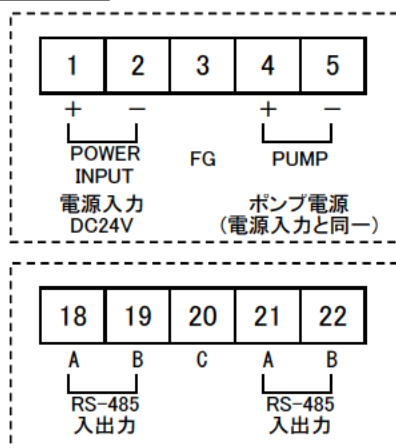 1 2 3 4 5
+ − + −
POWER INPUT FG PUMP
電源入力 ポンプ電源
DC24V (電源入力と同一)
18 19 20 21 22
A B C A B
RS-485 RS-485
入出力 入出力